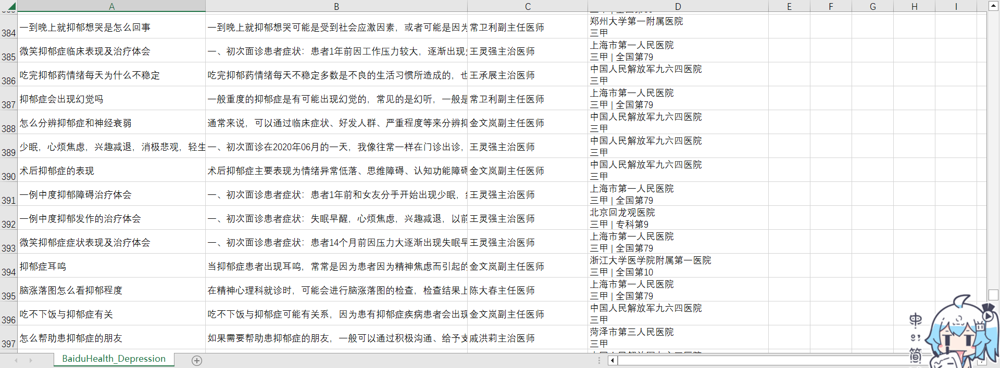 A B C D E F G H I
384 一到晚上就抑郁想哭是怎么回事 一到晚上就抑郁想哭可能是受到社会应激因素，或者可能是因为 常卫利副主任医师 郑州大学第一附属医院
三甲
385 微笑抑郁症临床表现及治疗体会 一、初次面诊患者症状：患者1年前因工作压力较大，逐渐出现 王灵强主治医师 上海市第一人民医院
三甲 | 全国第79
386 吃完抑郁药情绪每天为什么不稳定 吃完抑郁药情绪每天不稳定多数是不良的生活习惯所造成的，也 王承展主治医师 中国人民解放军九六四医院
三甲
387 抑郁症会出现幻觉吗 一般重度的抑郁症是有可能出现幻觉的，常见的是幻听，一般是 常卫利副主任医师 上海市第一人民医院
三甲 | 全国第79
388 怎么分辨抑郁症和神经衰弱 通常来说，可以通过临床症状、好发人群、严重程度等来分辨抑 金文岚副主任医师 中国人民解放军九六四医院
三甲
389 少眠，心烦焦虑，兴趣减退，消极悲观，轻生 一、初次面诊在2020年06月的一天，我像往常一样在门诊出诊， 王灵强主治医师 中国人民解放军九六四医院
三甲
390 术后抑郁症的表现 术后抑郁症主要表现为情绪异常低落、思维障碍、认知功能障碍 金文岚副主任医师 中国人民解放军九六四医院
三甲
391 一例中度抑郁障碍治疗体会 一、初次面诊患者症状：患者1年前和女友分手开始出现少眠， 王灵强主治医师 上海市第一人民医院
三甲 | 全国第79
392 一例中度抑郁发作的治疗体会 一、初次面诊患者症状：失眠早醒，心烦焦虑，兴趣减退，以前 王灵强主治医师 北京回龙观医院
三甲 | 专科第9
393 微笑抑郁症症状表现及治疗体会 一、初次面诊患者症状：患者14个月前因压力大逐渐出现失眠早 王灵强主治医师 上海市第一人民医院
三甲 | 全国第79
394 抑郁症耳鸣 当抑郁症患者出现耳鸣，常常是因为患者因为精神焦虑而引起的 金文岚副主任医师 浙江大学医学院附属第一医院
三甲 | 全国第10
395 脑涨落图怎么看抑郁程度 在精神心理科就诊时，可能会进行脑涨落图的检查，检查结果上 陈大春主任医师 上海市第一人民医院
三甲 | 全国第79
396 吃不下饭与抑郁症有关 吃不下饭与抑郁症可能有关系，因为患有抑郁症疾病患者会出现 金文岚副主任医师 中国人民解放军九六四医院
三甲
397 怎么帮助患抑郁症的朋友 如果需要帮助患抑郁症的朋友，一般可以通过积极沟通、给予支 戚洪莉主治医师 菏泽市第三人民医院
三甲
BaiduHealth_Depression
中
简